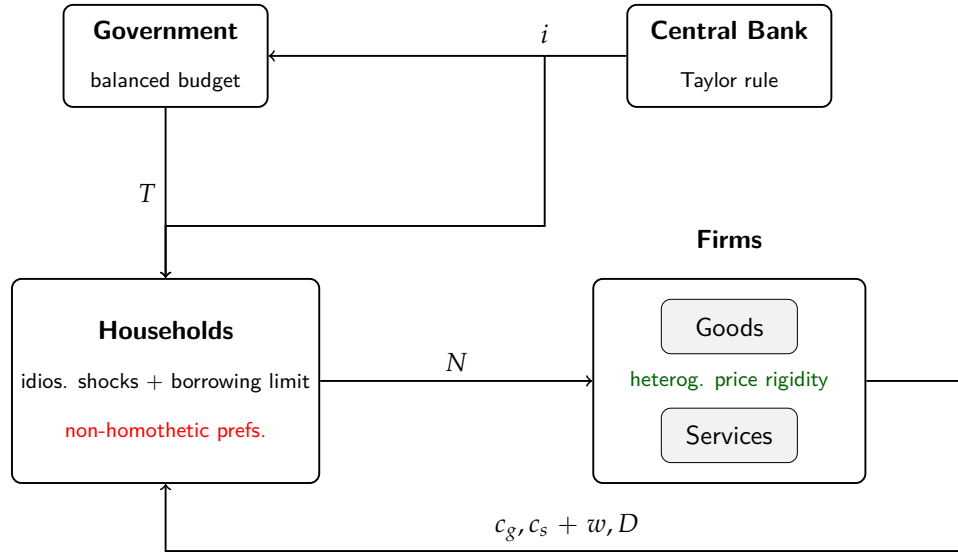 Government
balanced budget
i
Central Bank
Taylor rule
T
Households
idios. shocks + borrowing limit
non-homothetic prefs.
N
Firms
Goods
heterog. price rigidity
Services
c_g, c_s + w, D